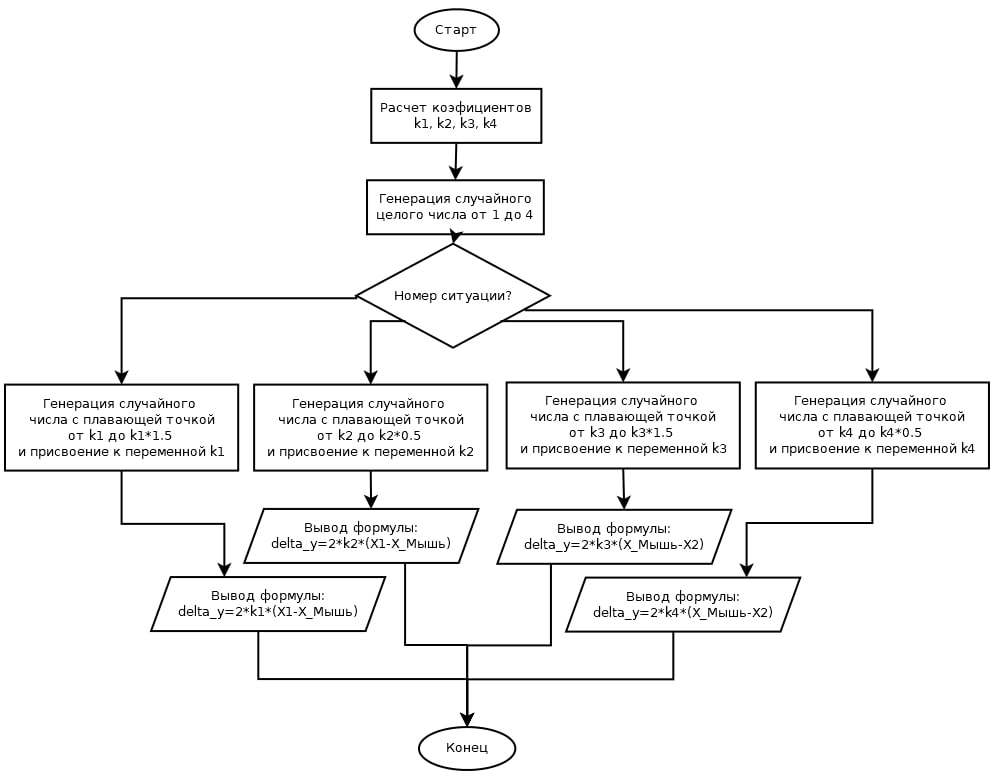 Старт
Расчет коэфициентов
k1, k2, k3, k4
Генерация случайного
целого числа от 1 до 4
Номер ситуации?
Генерация случайного
числа с плавающей точкой
от k1 до k1*1.5
и присвоение к переменной k1
Генерация случайного
числа с плавающей точкой
от k2 до k2*0.5
и присвоение к переменной k2
Генерация случайного
числа с плавающей точкой
от k3 до k3*1.5
и присвоение к переменной k3
Генерация случайного
числа с плавающей точкой
от k4 до k4*0.5
и присвоение к переменной k4
Вывод формулы:
delta_y=2*k2*(X1-X_Мышь)
Вывод формулы:
delta_y=2*k3*(X_Мышь-X2)
Вывод формулы:
delta_y=2*k1*(X1-X_Мышь)
Вывод формулы:
delta_y=2*k4*(X_Мышь-X2)
Конец